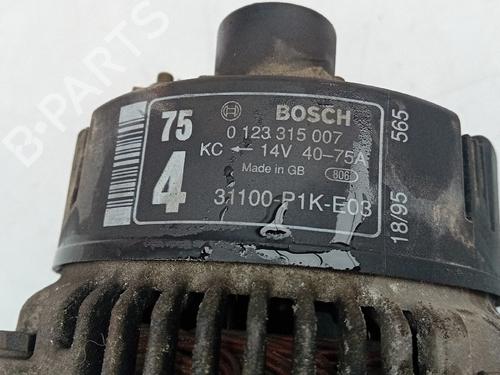 B-PARTS
75
4
BOSCH
0 123 315 007
KC ← 14V 40-75A
Made in GB
806
31100-P1K-E03
18/95 565